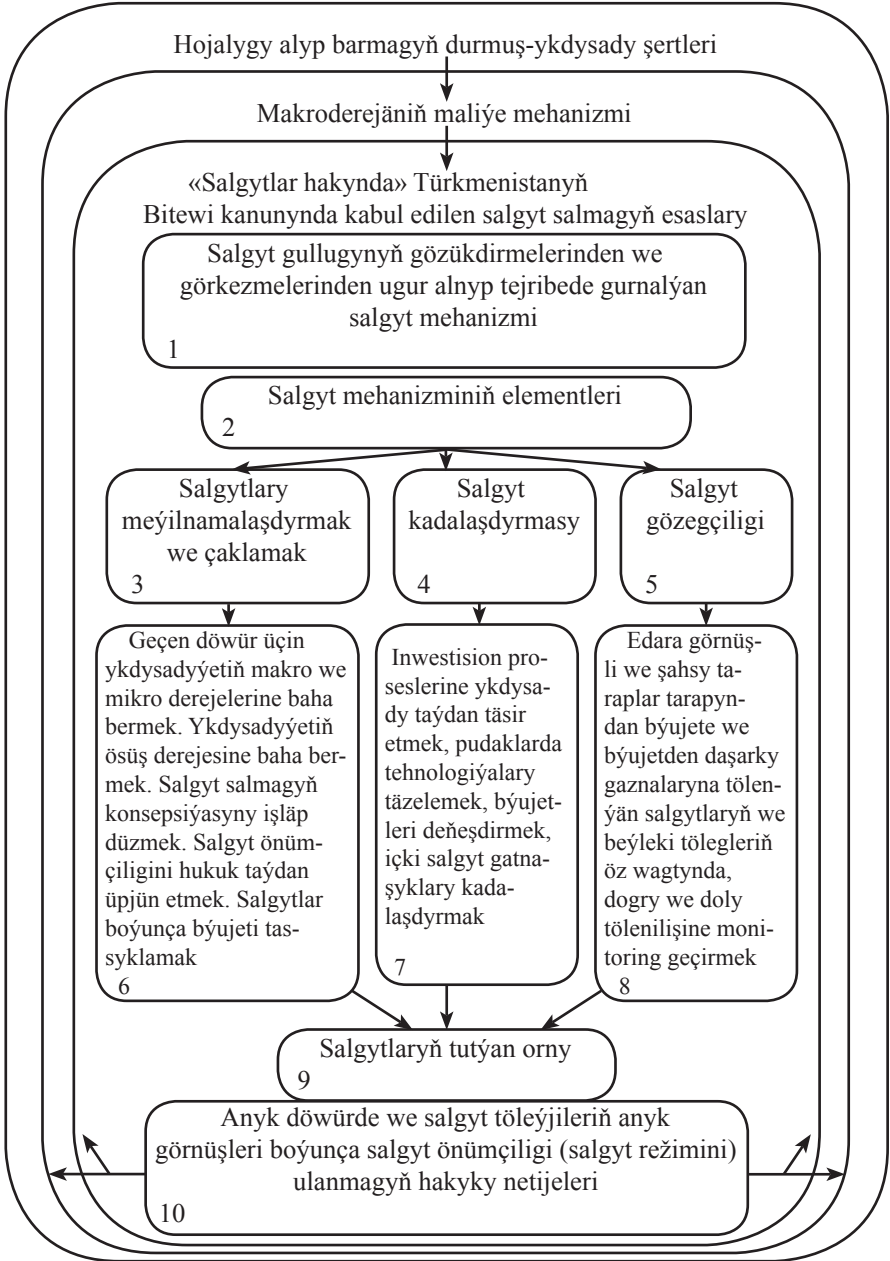 Hojalygy alyp barmagyň durmuş-ykdysady şertleri
Makroderejäniň maliýe mehanizmi
«Salgytlar hakynda» Türkmenistanyň
Bitewi kanunynda kabul edilen salgyt salmagyň esaslary
Salgyt gullugynyň gözükdirmelerinden we
görkezmelerinden ugur alnyp tejribede gurnalýan
salgyt mehanizmi
1
Salgyt mehanizminiň elementleri
2
Salgytlary
meýilnamalaşdyrmak
we çaklamak
3
Salgyt
kadalaşdyrmasy
4
Salgyt
gözegçiligi
5
Geçen döwür üçin
ykdysadyýetiň makro we
mikro derejelerine baha
bermek. Ykdysadyýetiň
ösüş derejesine baha ber-
mek. Salgyt salmagyň
konsepsiýasyny işläp
düzmek. Salgyt önüm-
çiligini hukuk taýdan
üpjün etmek. Salgytlar
boýunça býujeti tas-
syklamak
6
Inwestision pro-
seslerine ykdysa-
dy taýdan täsir
etmek, pudaklarda
tehnologiýalary
täzelemek, býujet-
leri deňeşdirmek,
içki salgyt gatna-
şyklary kada-
laşdyrmak
7
Edara görnüş-
li we şahsy ta-
raplar tarapyn-
dan býujete we
býujetden daşarky
gaznalaryna tölen-
ýän salgytlaryň we
beýleki tölegleriň
öz wagtynda,
dogry we doly
tölenilişine moni-
toring geçirmek
8
Salgytlaryň tutýan orny
9
Anyk döwürde we salgyt töleýjileriň anyk
görnüşleri boýunça salgyt önümçiligi (salgyt režimini)
ulanmagyň hakyky netijeleri
10